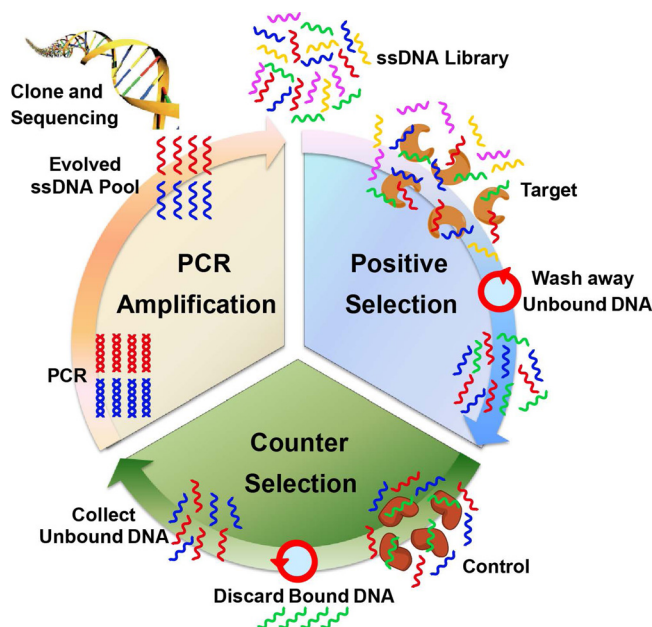 ssDNA Library
Clone and
Sequencing
Evolved
ssDNA Pool
Target
PCR
Amplification
Positive
Selection
Wash away
Unbound DNA
PCR
Counter
Selection
Collect
Unbound DNA
Control
Discard Bound DNA